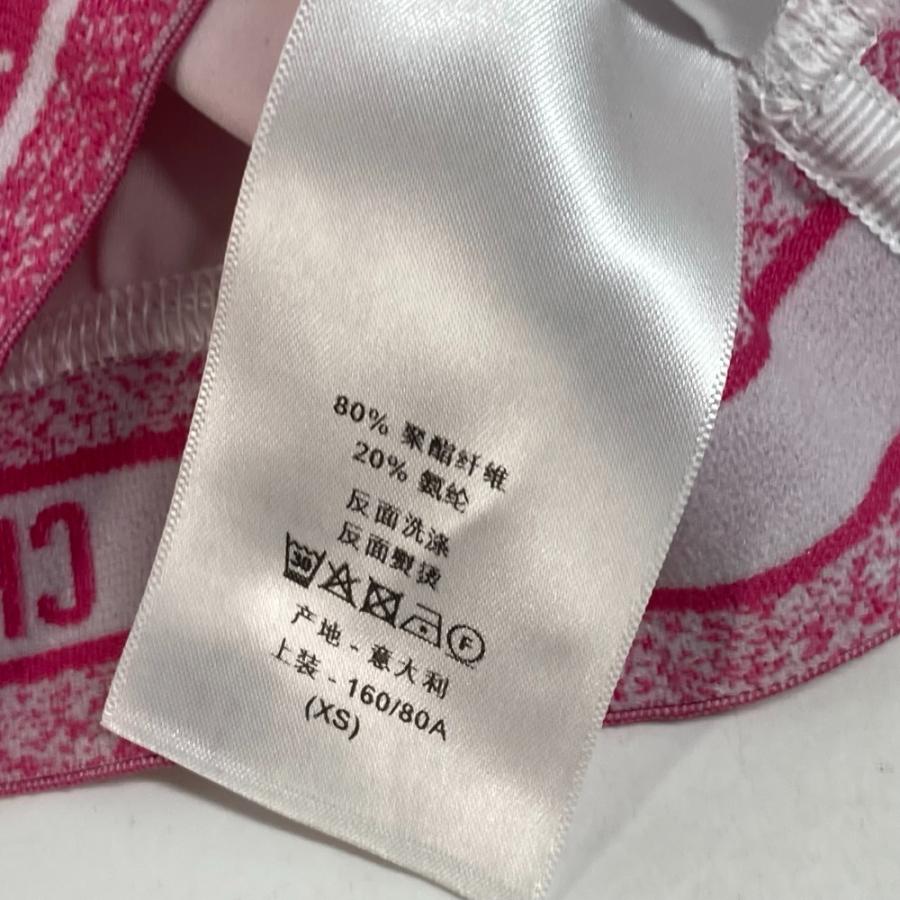 80% 聚酯纤维
20% 氨纶
反面洗涤
反面熨烫
30 F
产地 - 意大利
上装 - 160/80A
(XS)